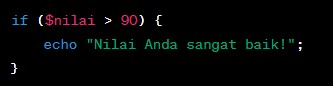 if ($nilai > 90) {
    echo "Nilai Anda sangat baik!";
}